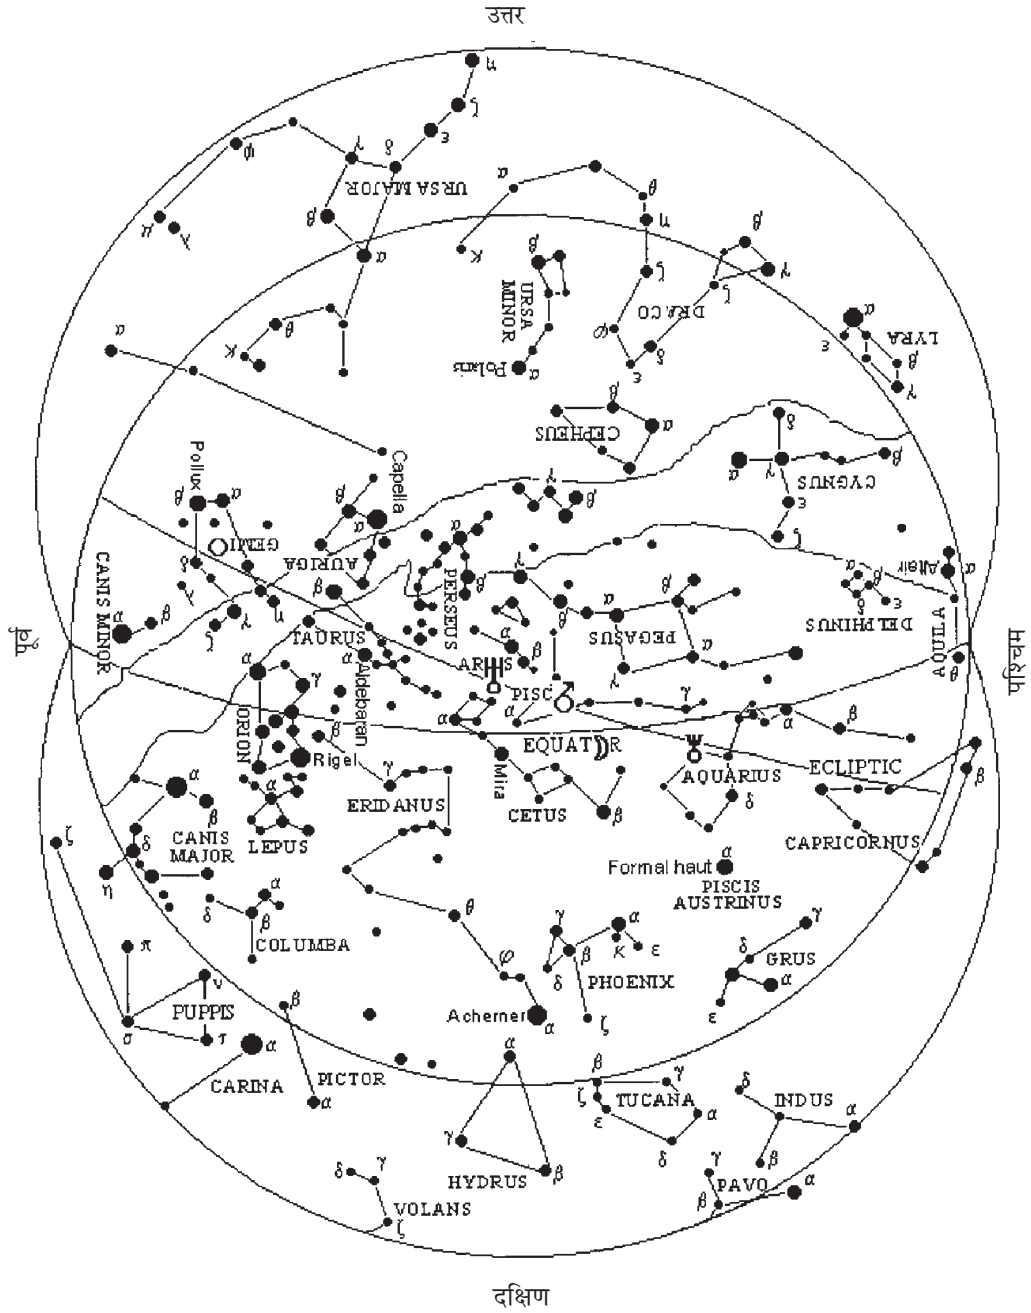 उत्तर
η
ζ
ε
φ
γ
δ
URSA MAJOR
α
θ
β
η
μ
λ
α
κ
β
β
γ
ζ
ζ
URSA
MINOR
DRACO
α
θ
κ
φ
δ
ε
α
ε
LYRA
β
γ
Polaris
α
β
CEPHEUS
α
δ
Pollux
β
α
Capella
β
α
γ
β
α
γ
β
CYGNUS
ε
ζ
GEMI
δ
AURIGA
α
PERSEUS
β
γ
λ
ζ
γ
η
β
CANIS MINOR
α
β
TAURUS
α
Aldebaran
α
β
ARIES
θ
α
PEGASUS
β
α
γ
α
β
δ
ε
DELPHINUS
Altair
α
AQUILA
θ
पूर्व
पश्चिम
α
γ
ORION
β
Rigel
PISC
α
α
γ
EQUATOR
Mira
α
β
AQUARIUS
δ
ECLIPTIC
β
γ
ERIDANUS
CETUS
β
CAPRICORNUS
α
β
CANIS
MAJOR
δ
η
ζ
α
LEPUS
Formal haut
α
PISCIS
AUSTRINUS
δ
α
β
COLUMBA
θ
φ
γ
α
κ
ε
β
δ
PHOENIX
ζ
γ
δ
GRUS
α
ε
π
ν
PUPPIS
σ
τ
β
Acherner
α
α
CARINA
PICTOR
α
α
β
γ
ζ
TUCANA
ε
α
δ
δ
INDUS
α
β
γ
HYDRUS
β
γ
PAVO
α
β
δ
γ
VOLANS
ζ
दक्षिण